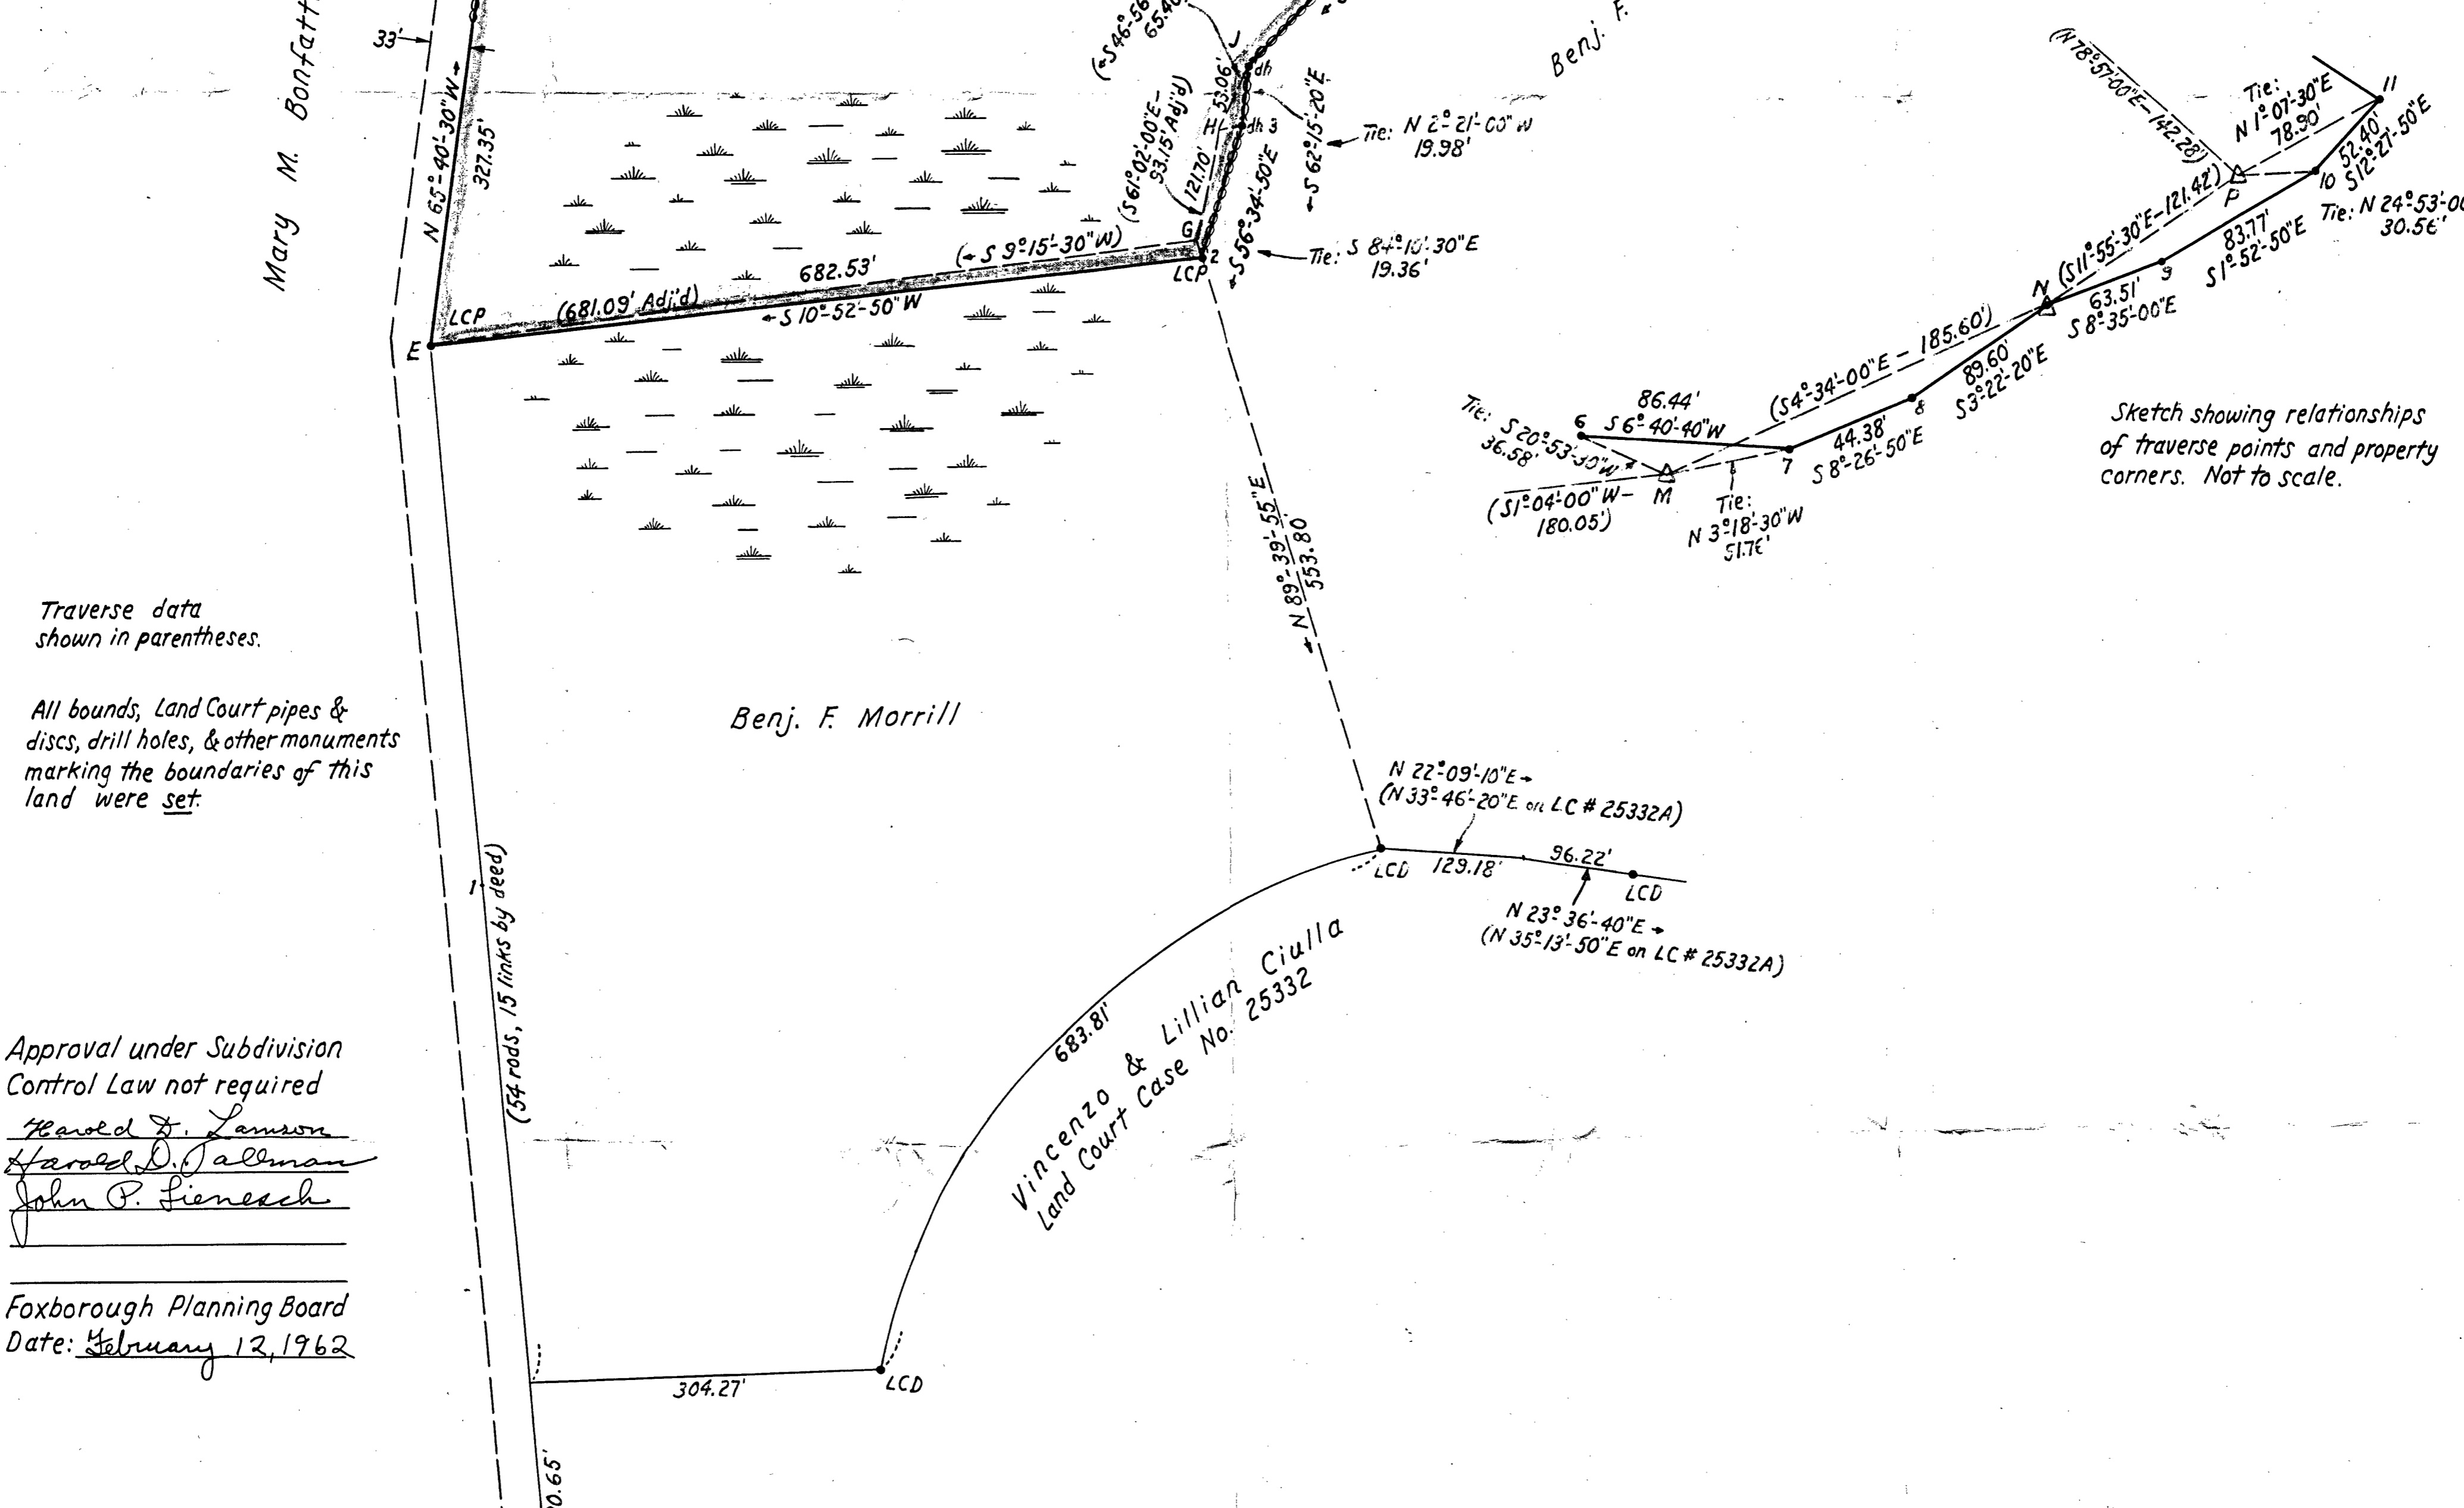 Mary M.
33'
N 65°-40'-30"W
327.35'
LCP
E
(681.09' Adj'd)
682.53'
(S 9°-15'-30"W)
S 10°-52'-50"W
G
2
LCP
(S61°-02'-00"E-
93.15' Adj'd)
121.70'
53.06'
H
dh 3
dh
S 62°-15'-20"E
S 56°-34'-50"E
Tie: N 2°-21'-00"W
19.98'
Tie: S 84°-10'-30"E
19.36'
Benj. F.
(N78°-57'-00"E-142.28')
Tie:
N 1°-07'-30"E
78.90'
11
52.40'
S12°-27'-50"E
P
10
Tie: N 24°-53'
30.56'
(S11°-55'-30"E-121.42')
83.77'
S1°-52'-50"E
9
N
63.51'
S 8°-35'-00"E
(S4°-34'-00"E - 185.60')
89.60'
S3°-22'-20"E
8
44.38'
S 8°-26'-50"E
7
86.44'
6
S 6°-40'-40"W
Tie: S 20°-53'-30"W
36.58'
M
(S1°-04'-00"W-
180.05')
Tie:
N 3°-18'-30"W
51.76'
Sketch showing relationships
of traverse points and property
corners. Not to scale.
N 89°-39'-55"E
553.80'
Traverse data
shown in parentheses.
All bounds, Land Court pipes &
discs, drill holes, & other monuments
marking the boundaries of this
land were set.
Benj. F. Morrill
N 22°-09'-10"E
(N 33°-46'-20"E on LC # 25332A)
LCD
129.18'
96.22'
LCD
N 23°-36'-40"E
(N 35°-13'-50"E on LC # 25332A)
1
(54 rods, 15 links by deed)
683.81'
Vincenzo & Lillian Ciulla
Land Court Case No. 25332
Approval under Subdivision
Control Law not required
Harold D. Lamson
Harold D. Tallman
John P. Lienesch
Foxborough Planning Board
Date: February 12, 1962
304.27'
LCD
0.65'